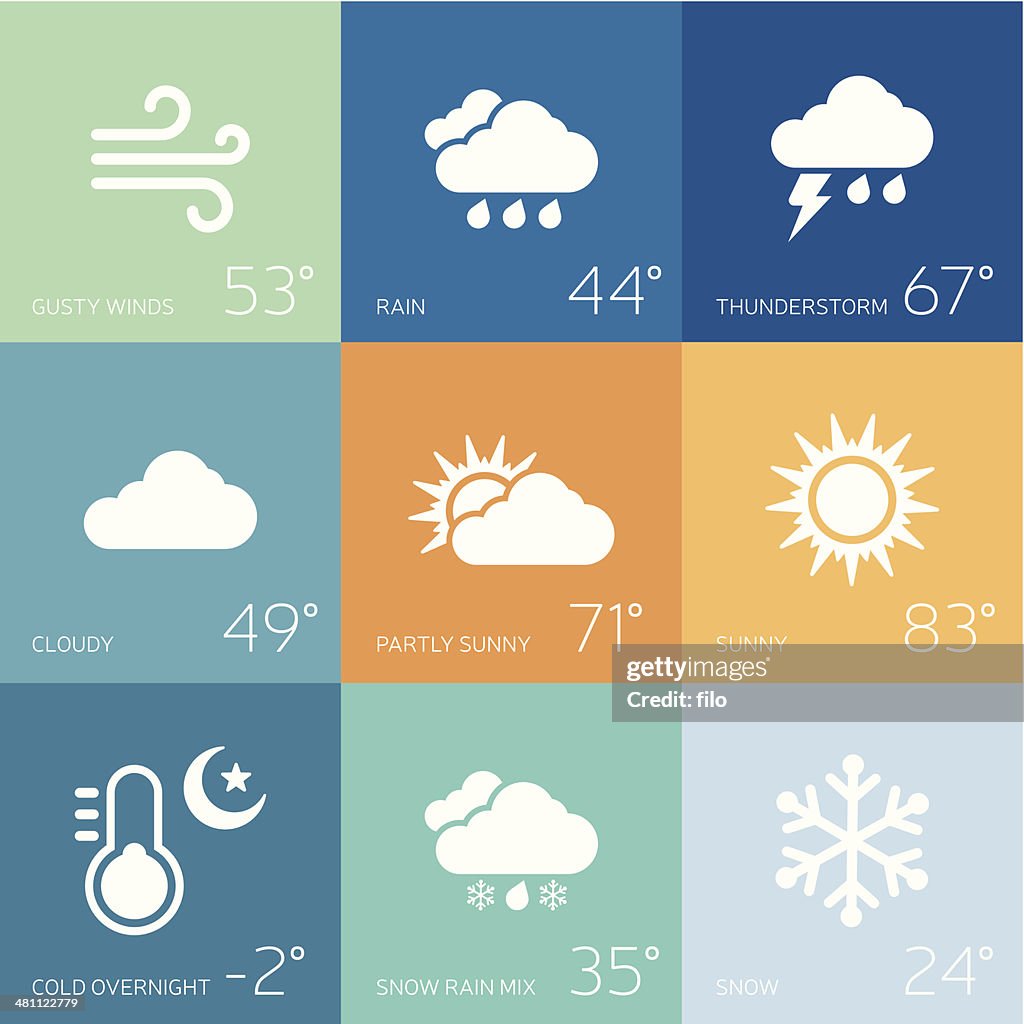 GUSTY WINDS 53°
RAIN 44°
THUNDERSTORM 67°
CLOUDY 49°
PARTLY SUNNY 71°
SUNNY 83°
gettyimages®
Credit: filo
COLD OVERNIGHT -2°
SNOW RAIN MIX 35°
SNOW 24°
481122779